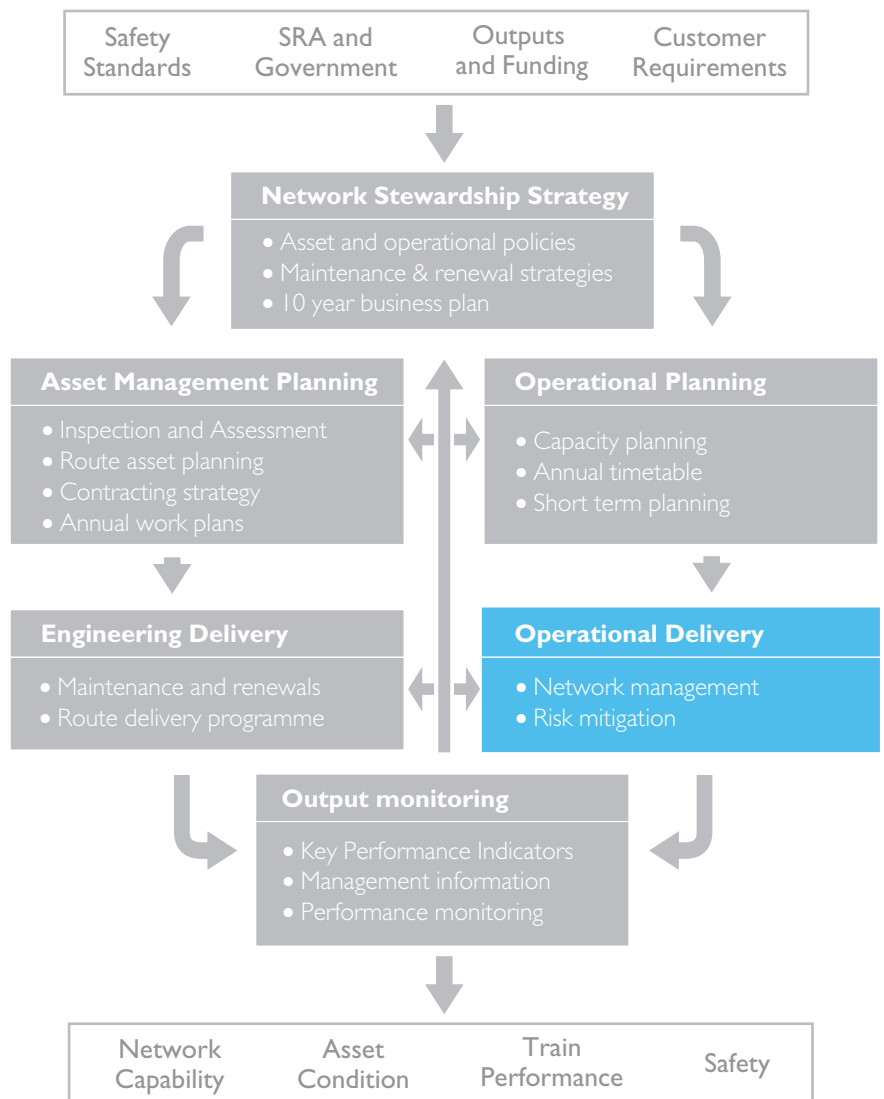 Safety
Standards
SRA and
Government
Outputs
and Funding
Customer
Requirements
Network Stewardship Strategy
• Asset and operational policies
• Maintenance & renewal strategies
• 10 year business plan
Asset Management Planning
• Inspection and Assessment
• Route asset planning
• Contracting strategy
• Annual work plans
Operational Planning
• Capacity planning
• Annual timetable
• Short term planning
Engineering Delivery
• Maintenance and renewals
• Route delivery programme
Operational Delivery
• Network management
• Risk mitigation
Output monitoring
• Key Performance Indicators
• Management information
• Performance monitoring
Network
Capability
Asset
Condition
Train
Performance
Safety